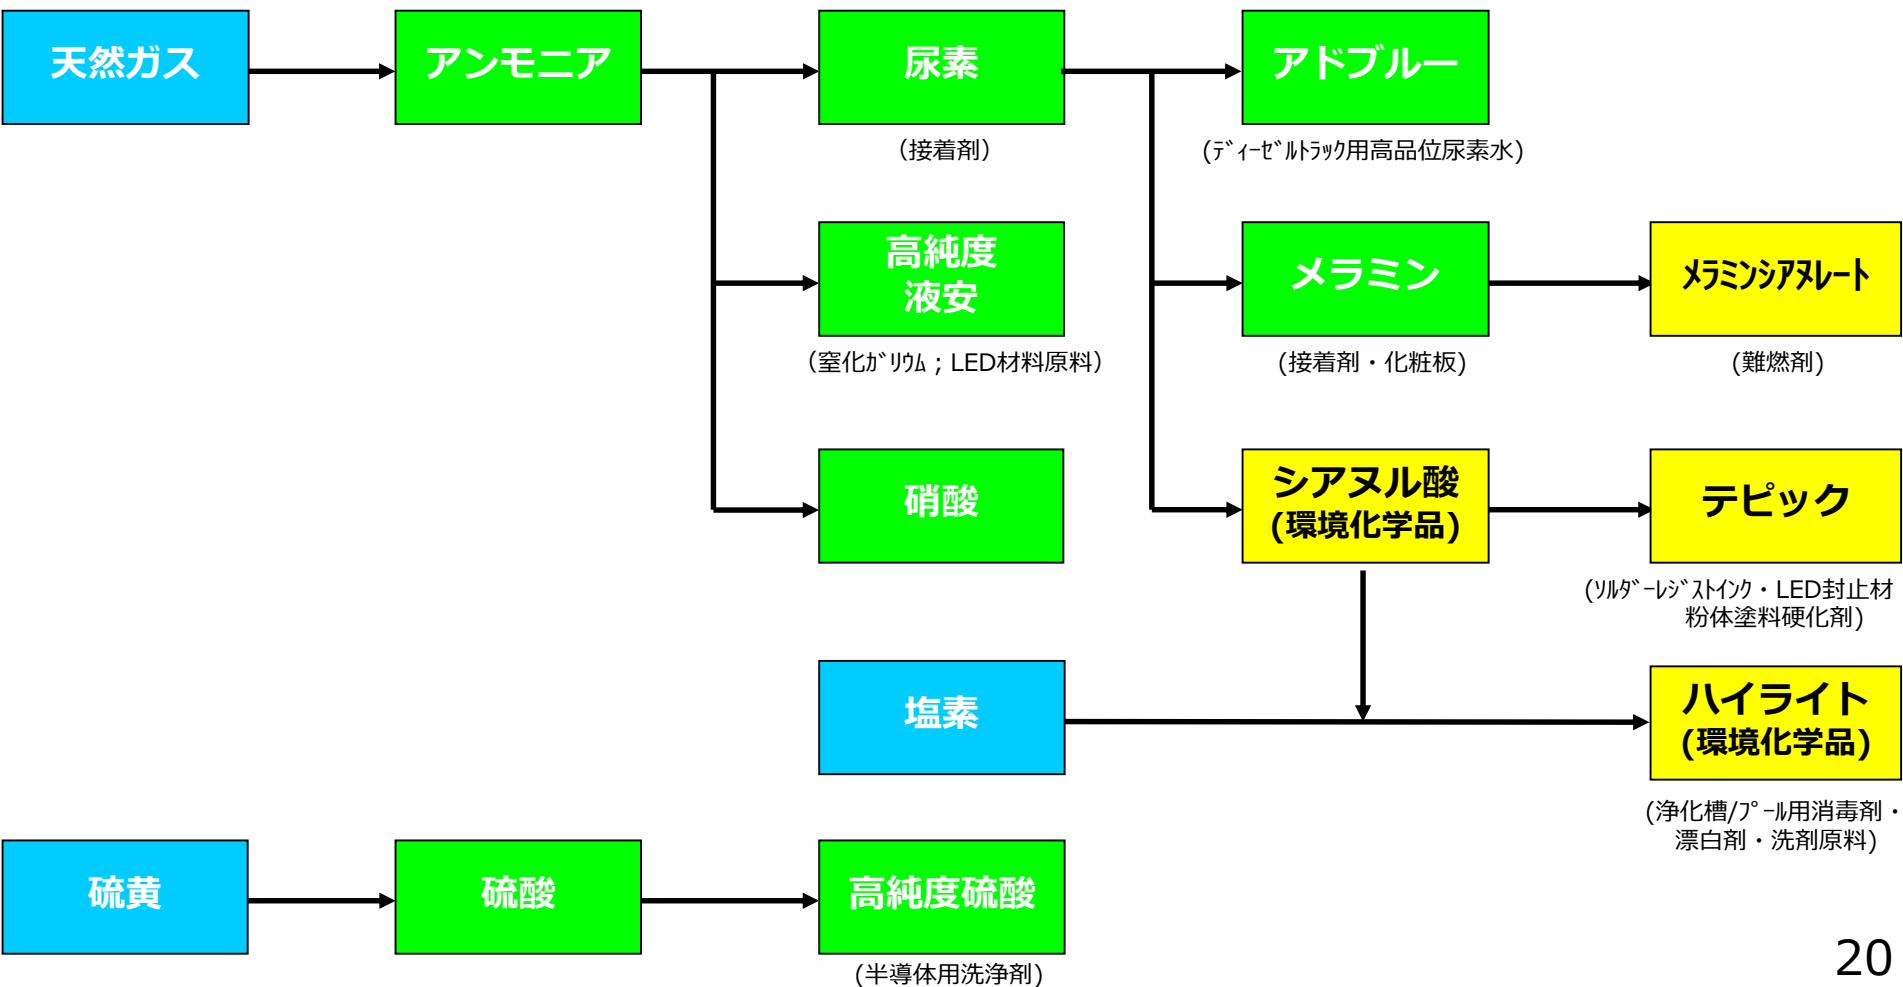 天然ガス
アンモニア
尿素
アドブルー
(接着剤)
(ﾃﾞｨｰｾﾞﾙﾄﾗｯｸ用高品位尿素水)
高純度
液安
メラミン
ﾒﾗﾐﾝｼｱﾇﾚｰﾄ
(窒化ｶﾞﾘｳﾑ；LED材料原料)
(接着剤・化粧板)
(難燃剤)
硝酸
シアヌル酸
(環境化学品)
テピック
(ｿﾙﾀﾞｰﾚｼﾞｽﾄｲﾝｸ・LED封止材
粉体塗料硬化剤)
塩素
ハイライト
(環境化学品)
(浄化槽/ﾌﾟｰﾙ用消毒剤・
漂白剤・洗剤原料)
硫黄
硫酸
高純度硫酸
(半導体用洗浄剤)
20